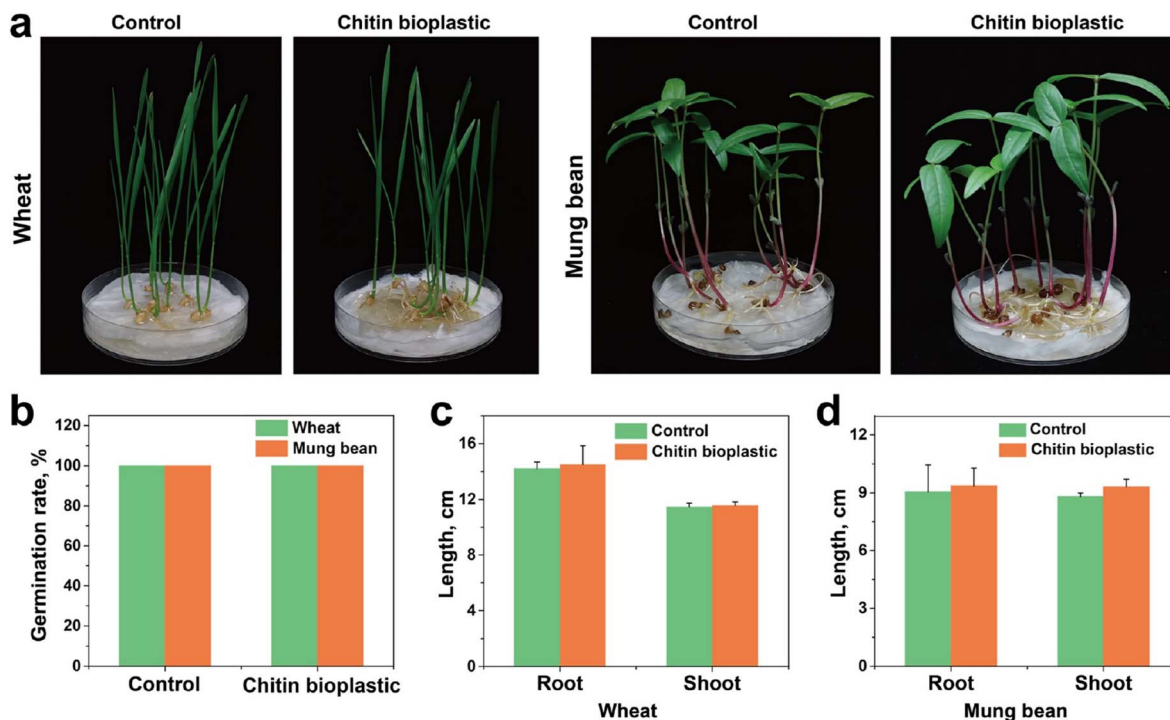 a
Control
Chitin bioplastic
Control
Chitin bioplastic
Wheat
Mung bean
b
Germination rate, %
120
100
80
60
40
20
0
Wheat
Mung bean
Control
Chitin bioplastic
c
Length, cm
16
12
8
4
0
Control
Chitin bioplastic
Root
Shoot
Wheat
d
Length, cm
12
9
6
3
0
Control
Chitin bioplastic
Root
Shoot
Mung bean